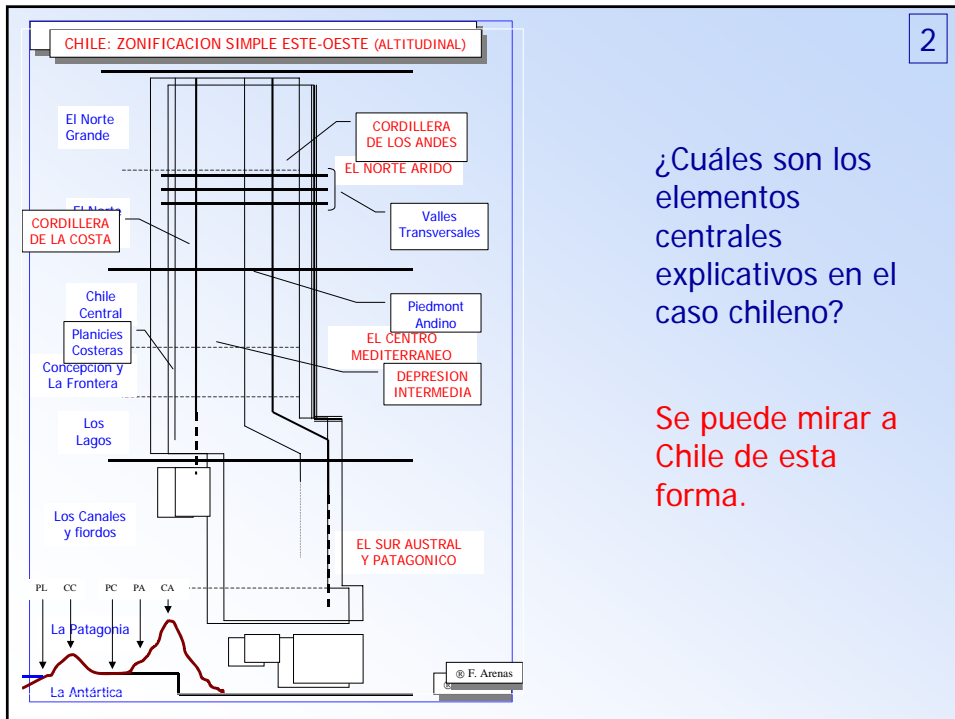 CHILE: ZONIFICACION SIMPLE ESTE-OESTE (ALTITUDINAL)
2
El Norte
Grande
CORDILLERA
DE LOS ANDES
EL NORTE ARIDO
El Norte
CORDILLERA
DE LA COSTA
Valles
Transversales
Chile
Central
Piedmont
Andino
Planicies
Costeras
EL CENTRO
MEDITERRANEO
Concepción y
La Frontera
DEPRESION
INTERMEDIA
Los
Lagos
Los Canales
y fiordos
EL SUR AUSTRAL
Y PATAGONICO
PL CC PC PA CA
La Patagonia
La Antártica
® F. Arenas
®
¿Cuáles son los
elementos
centrales
explicativos en el
caso chileno?
Se puede mirar a
Chile de esta
forma.